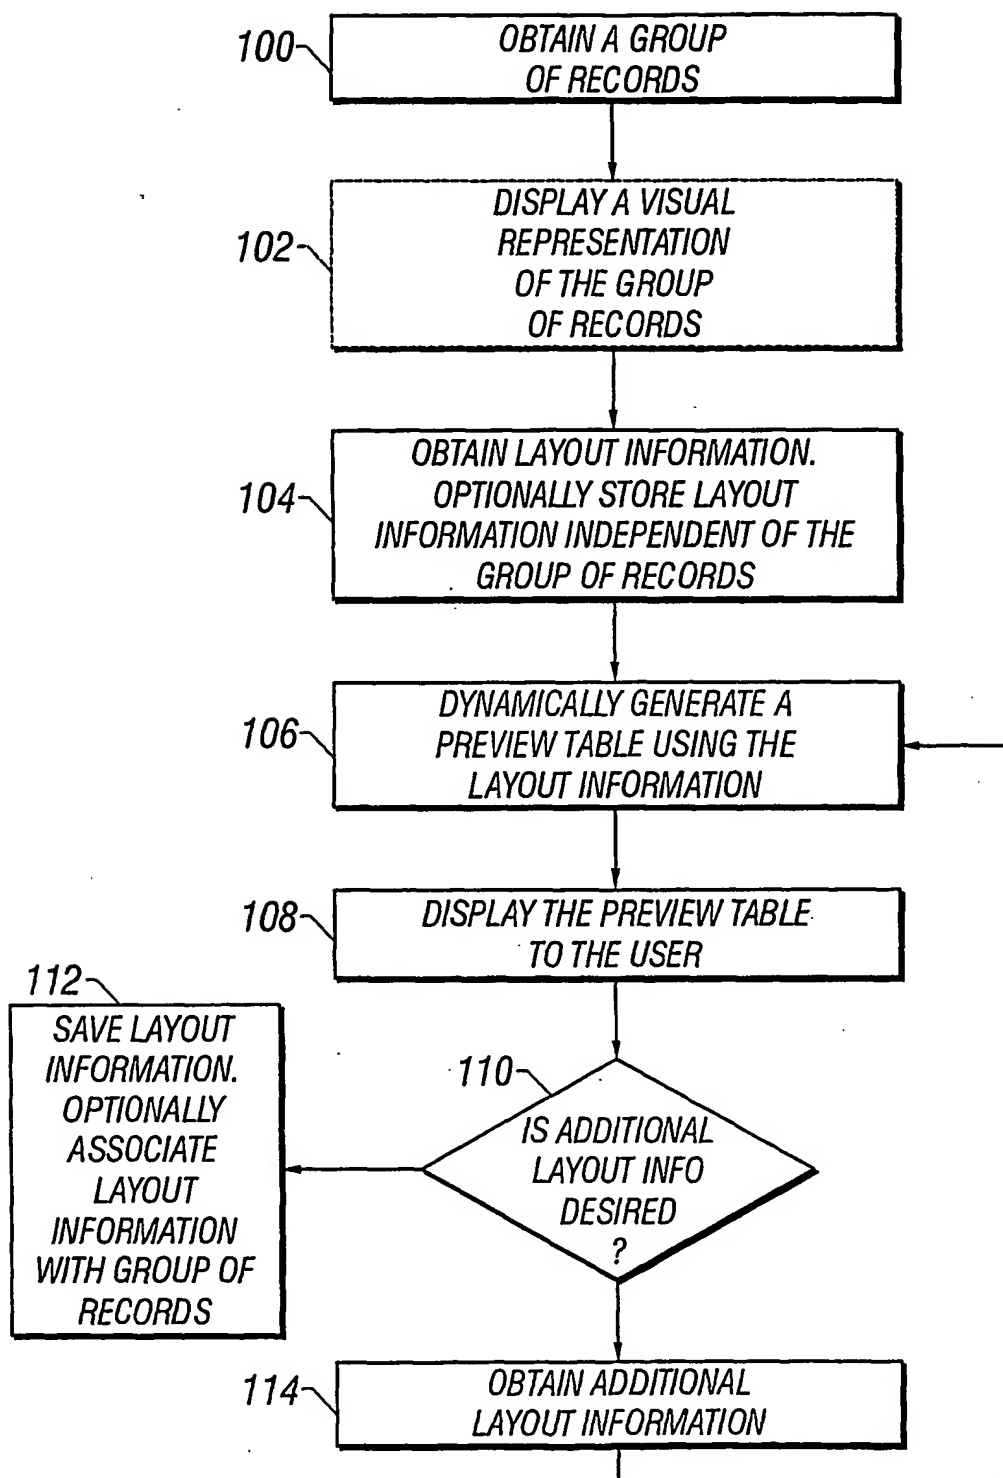 100
OBTAIN A GROUP
OF RECORDS
102
DISPLAY A VISUAL
REPRESENTATION
OF THE GROUP
OF RECORDS
104
OBTAIN LAYOUT INFORMATION.
OPTIONALLY STORE LAYOUT
INFORMATION INDEPENDENT OF THE
GROUP OF RECORDS
106
DYNAMICALLY GENERATE A
PREVIEW TABLE USING THE
LAYOUT INFORMATION
108
DISPLAY THE PREVIEW TABLE
TO THE USER
112
SAVE LAYOUT
INFORMATION.
OPTIONALLY
ASSOCIATE
LAYOUT
INFORMATION
WITH GROUP OF
RECORDS
110
IS ADDITIONAL
LAYOUT INFO
DESIRED
?
114
OBTAIN ADDITIONAL
LAYOUT INFORMATION